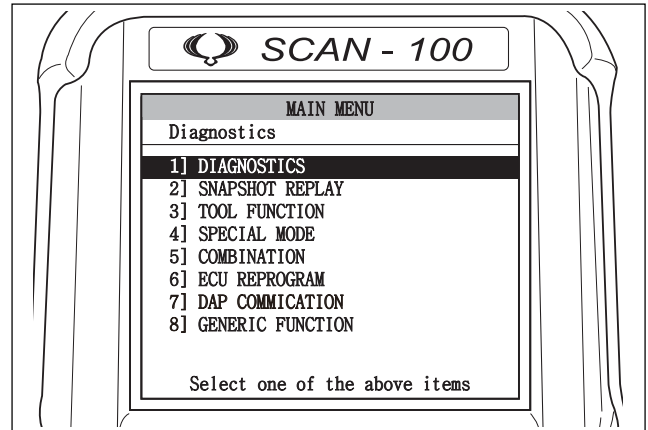 SCAN - 100
MAIN MENU
Diagnostics
1] DIAGNOSTICS
2] SNAPSHOT REPLAY
3] TOOL FUNCTION
4] SPECIAL MODE
5] COMBINATION
6] ECU REPROGRAM
7] DAP COMMICATION
8] GENERIC FUNCTION
Select one of the above items